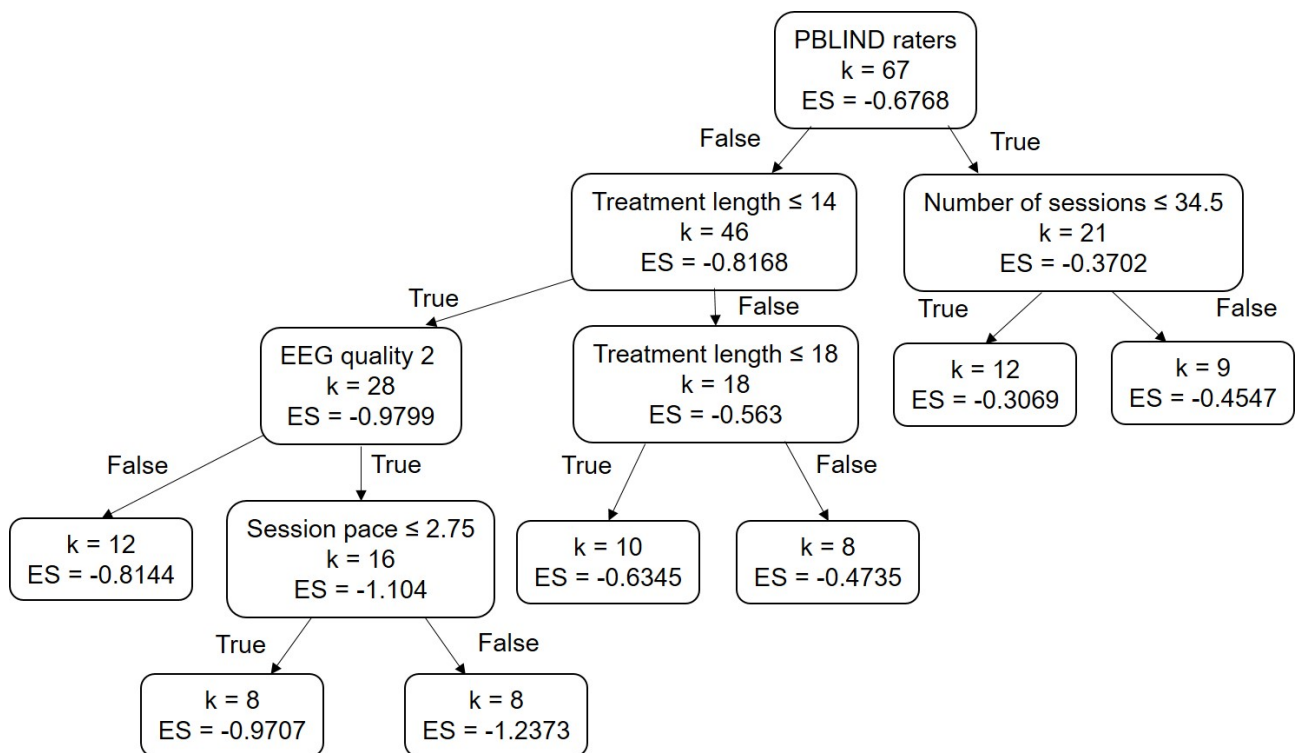 PBLIND raters
k = 67
ES = -0.6768
False
True
Treatment length ≤ 14
k = 46
ES = -0.8168
Number of sessions ≤ 34.5
k = 21
ES = -0.3702
True
False
True
False
EEG quality 2
k = 28
ES = -0.9799
Treatment length ≤ 18
k = 18
ES = -0.563
k = 12
ES = -0.3069
k = 9
ES = -0.4547
False
True
True
False
k = 12
ES = -0.8144
Session pace ≤ 2.75
k = 16
ES = -1.104
k = 10
ES = -0.6345
k = 8
ES = -0.4735
True
False
k = 8
ES = -0.9707
k = 8
ES = -1.2373